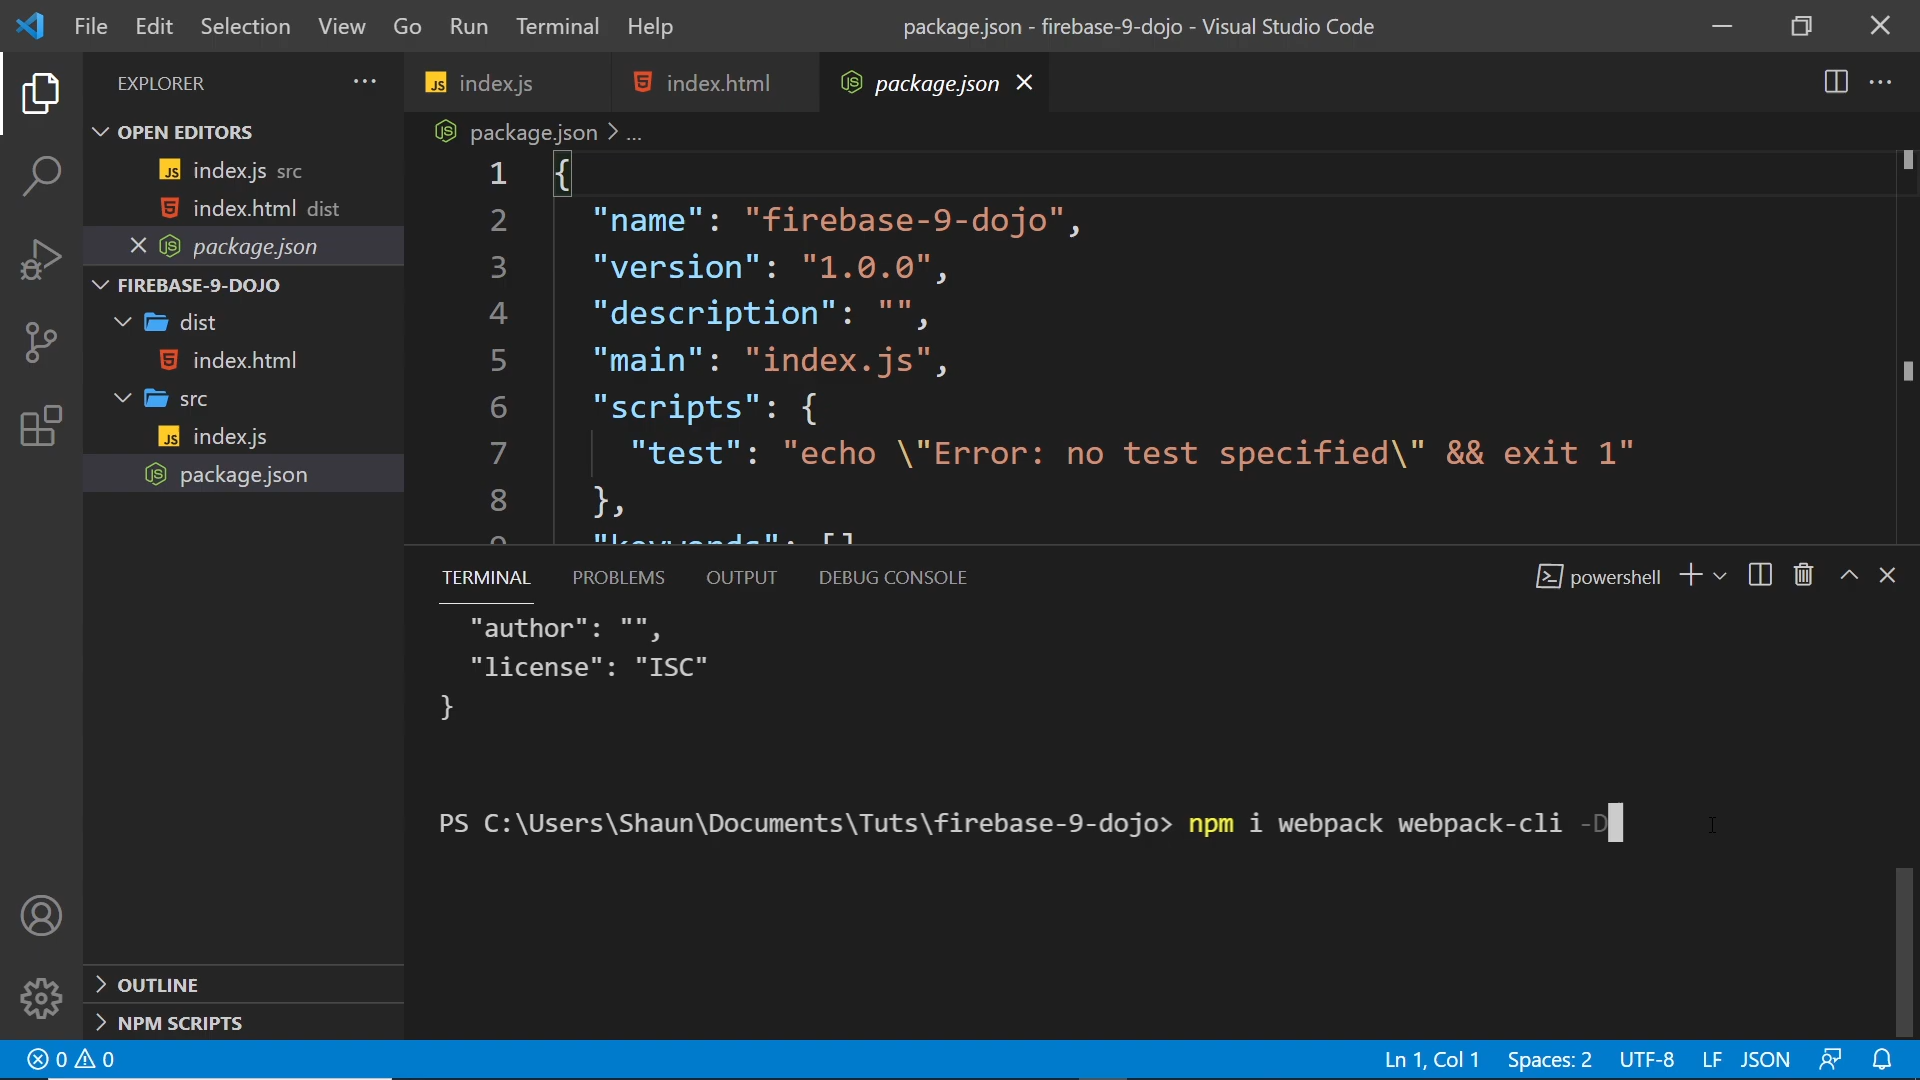 File Edit Selection View Go Run Terminal Help
package.json - firebase-9-dojo - Visual Studio Code
EXPLORER
OPEN EDITORS
index.js src
index.html dist
package.json
FIREBASE-9-DOJO
dist
index.html
src
index.js
package.json
OUTLINE
NPM SCRIPTS
index.js
index.html
package.json
package.json > ...
1 {
2 "name": "firebase-9-dojo",
3 "version": "1.0.0",
4 "description": "",
5 "main": "index.js",
6 "scripts": {
7 "test": "echo \"Error: no test specified\" && exit 1"
8 },
9 "keywords": []
TERMINAL PROBLEMS OUTPUT DEBUG CONSOLE
powershell
"author": "",
"license": "ISC"
}
PS C:\Users\Shaun\Documents\Tuts\firebase-9-dojo> npm i webpack webpack-cli -D
0 0
Ln 1, Col 1 Spaces: 2 UTF-8 LF JSON